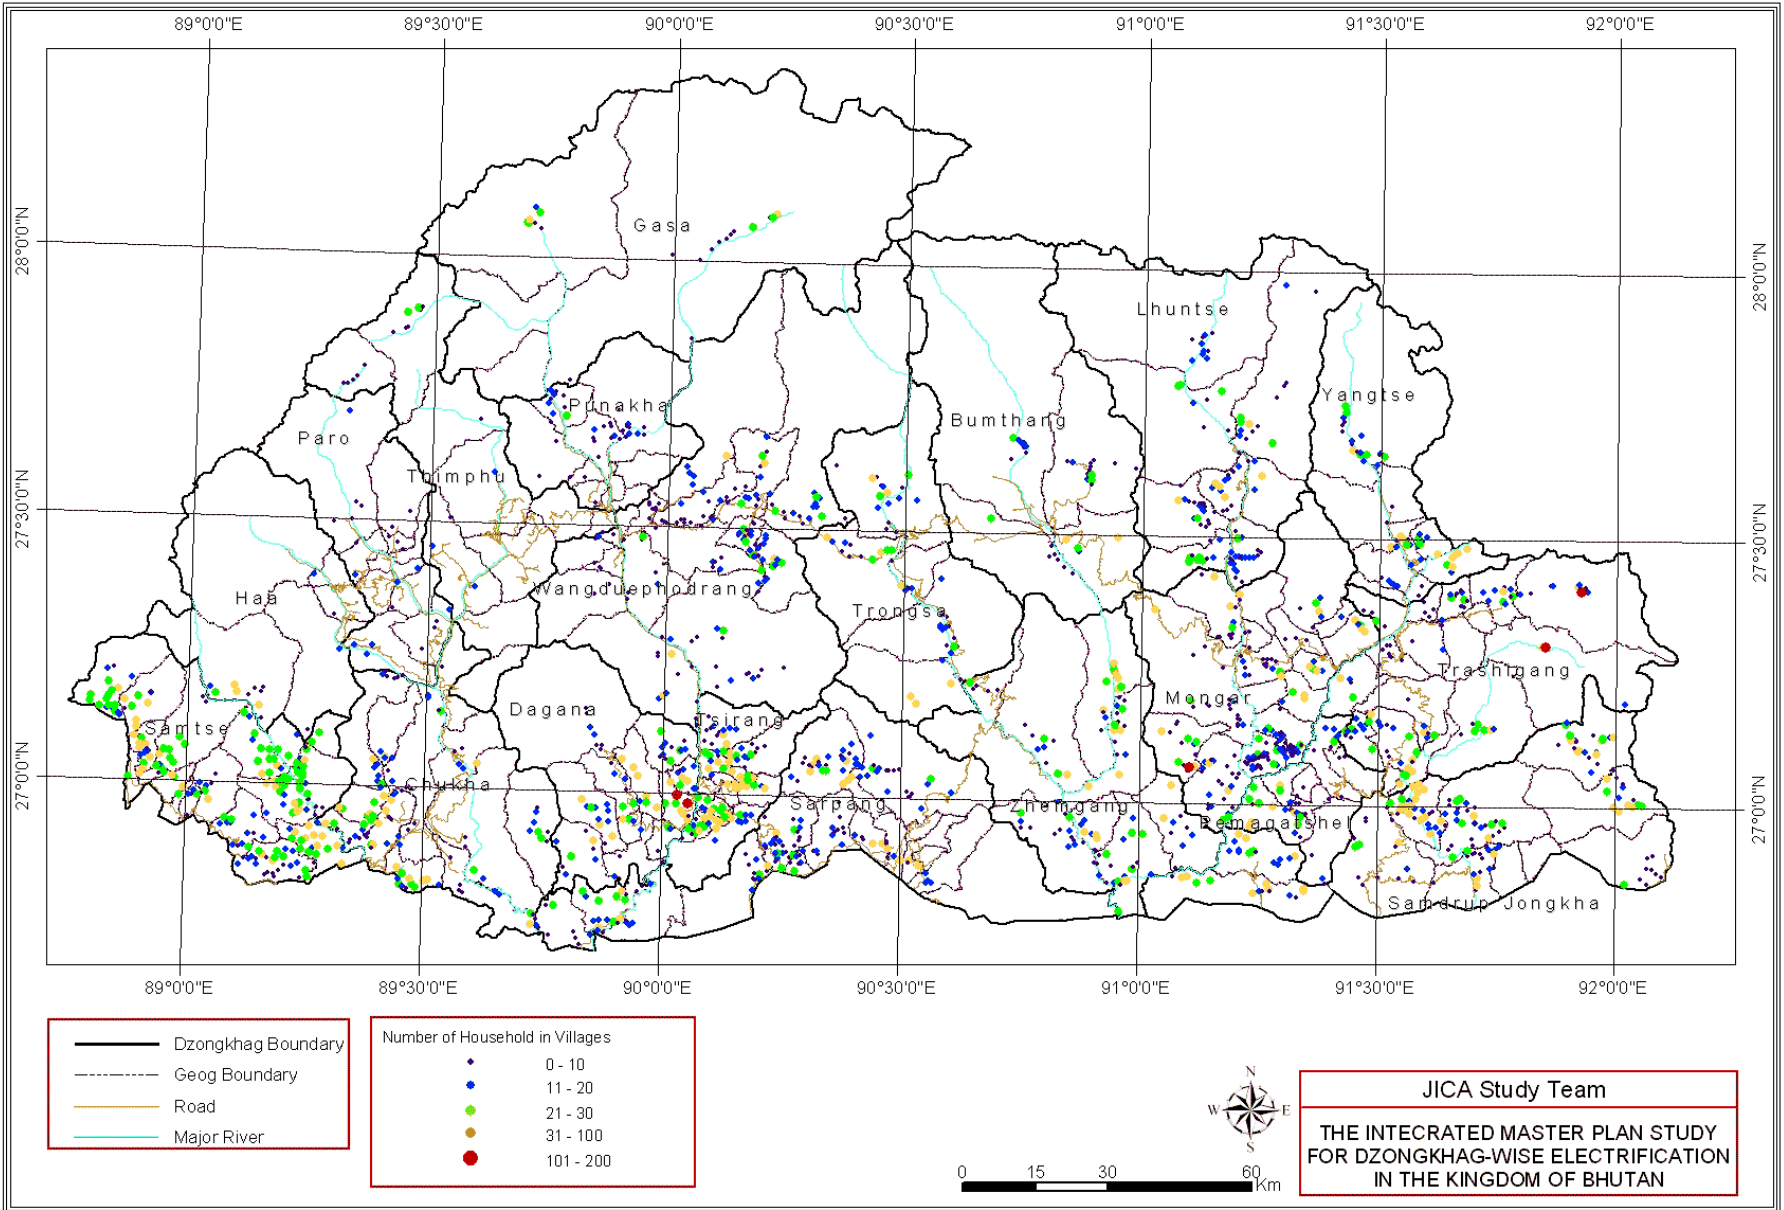 89°0'0"E 89°30'0"E 90°0'0"E 90°30'0"E 91°0'0"E 91°30'0"E 92°0'0"E
28°0'0"N
28°0'0"N
Gasa
Lhuntse
Yangtse
Punakha
Bumthang
Paro
Thimphu
27°30'0"N
27°30'0"N
Wangduephodrang
Haa
Trongsa
Trashigang
Mongar
Dagana
Tsirang
Samtse
27°0'0"N
27°0'0"N
Chukha
Sarpang
Zhemgang
Pemagatshel
Samdrup Jongkha
89°0'0"E 89°30'0"E 90°0'0"E 90°30'0"E 91°0'0"E 91°30'0"E 92°0'0"E
Dzongkhag Boundary
Geog Boundary
Road
Major River
Number of Household in Villages
0 - 10
11 - 20
21 - 30
31 - 100
101 - 200
N
W E
S
0 15 30 60
Km
JICA Study Team
THE INTECRATED MASTER PLAN STUDY
FOR DZONGKHAG-WISE ELECTRIFICATION
IN THE KINGDOM OF BHUTAN